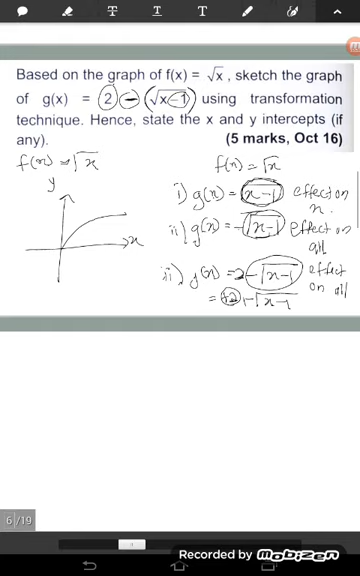 Based on the graph of f(x) = √x, sketch the graph
of g(x) = 2 − (√x−1) using transformation
technique. Hence, state the x and y intercepts (if
any). (5 marks, Oct 16)
f(x) = √x
f(x) = √x
y
x
i) g(x) = √x−1 effect on x.
ii) g(x) = −√x−1 effect on all
iii) g(x) = 2−√x−1 effect on all
= +2, −√x−1
6 /19
Recorded by mobizen